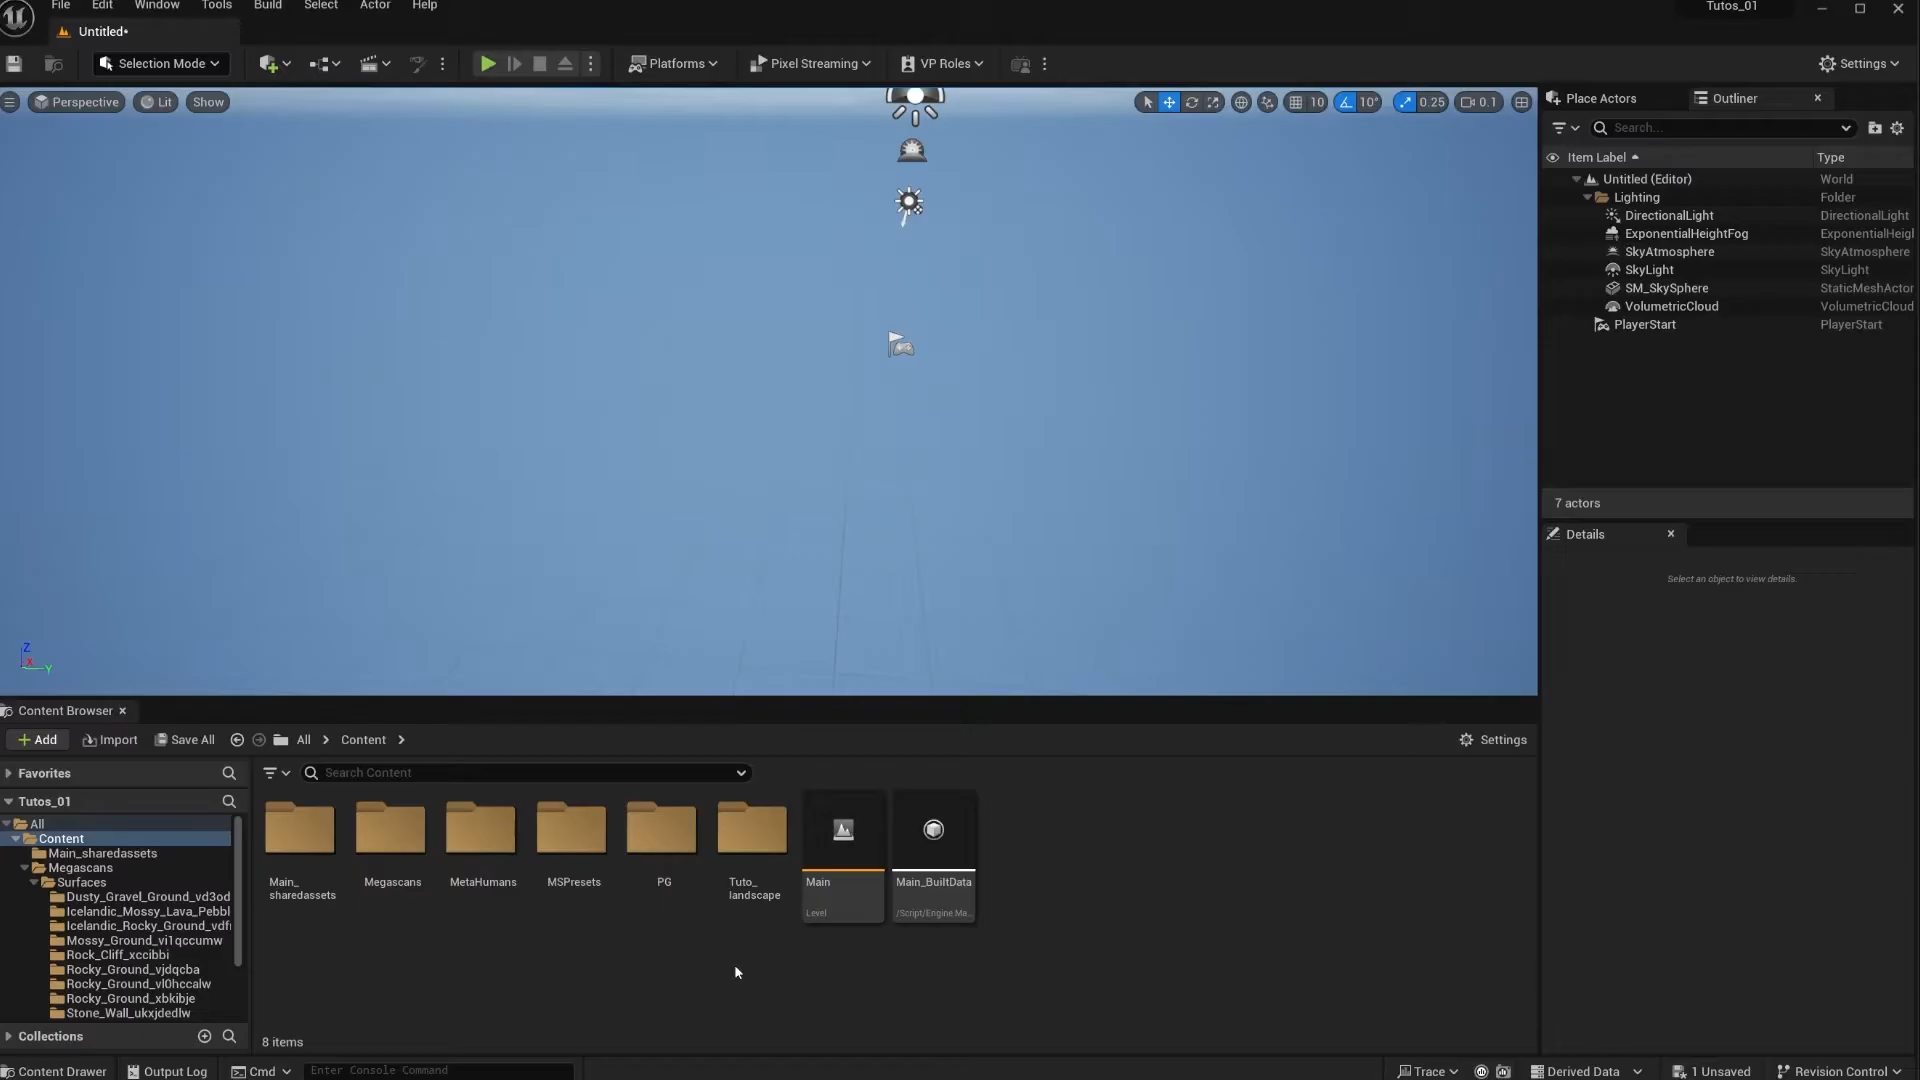 File Edit Window Tools Build Select Actor Help
Tutos_01
Untitled•
Selection Mode
Platforms
Pixel Streaming
VP Roles
Settings
Perspective
Lit
Show
10
10°
0.25
0.1
Place Actors
Outliner
Search...
Item Label
Type
Untitled (Editor)
World
Lighting
Folder
DirectionalLight
DirectionalLight
ExponentialHeightFog
ExponentialHeigl
SkyAtmosphere
SkyAtmosphere
SkyLight
SkyLight
SM_SkySphere
StaticMeshActor
VolumetricCloud
VolumetricCloud
PlayerStart
PlayerStart
7 actors
Details
Select an object to view details.
Z
X
Y
Content Browser
Add
Import
Save All
All
Content
Settings
Favorites
Search Content
Tutos_01
All
Content
Main_sharedassets
Megascans
Surfaces
Dusty_Gravel_Ground_vd3od
Icelandic_Mossy_Lava_Pebbl
Icelandic_Rocky_Ground_vdfr
Mossy_Ground_vi1qccumw
Rock_Cliff_xccibbi
Rocky_Ground_vjdqcba
Rocky_Ground_vl0hccalw
Rocky_Ground_xbkibje
Stone_Wall_ukxjdedlw
Collections
Main_
sharedassets
Megascans
MetaHumans
MSPresets
PG
Tuto_
landscape
Main
Level
Main_BuiltData
/Script/Engine.Ma...
8 items
Content Drawer
Output Log
Cmd
Enter Console Command
Trace
Derived Data
1 Unsaved
Revision Control